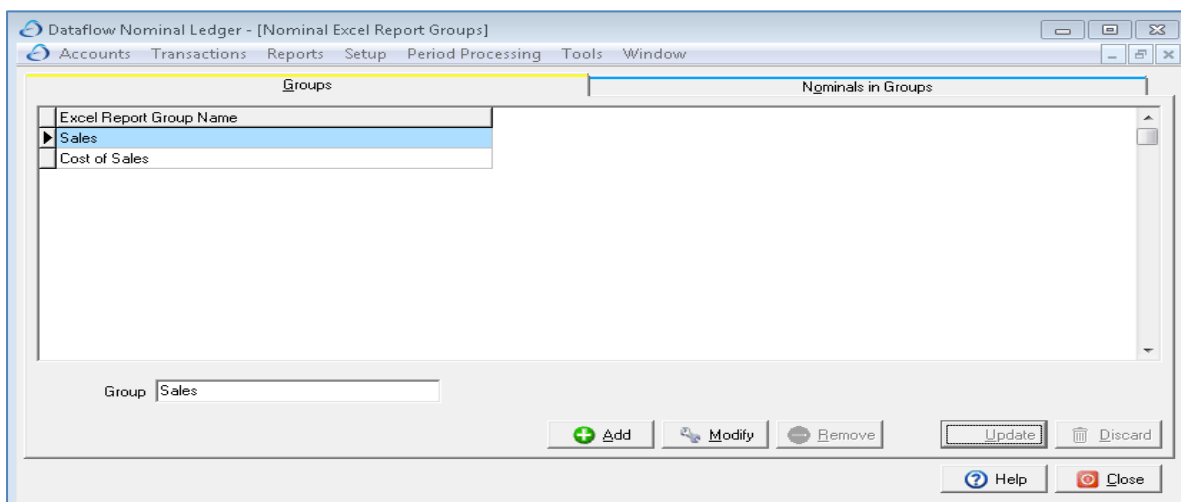 Dataflow Nominal Ledger - [Nominal Excel Report Groups]
Accounts Transactions Reports Setup Period Processing Tools Window
Groups Nominals in Groups
Excel Report Group Name
Sales
Cost of Sales
Group Sales
Add Modify Remove Update Discard
Help Close